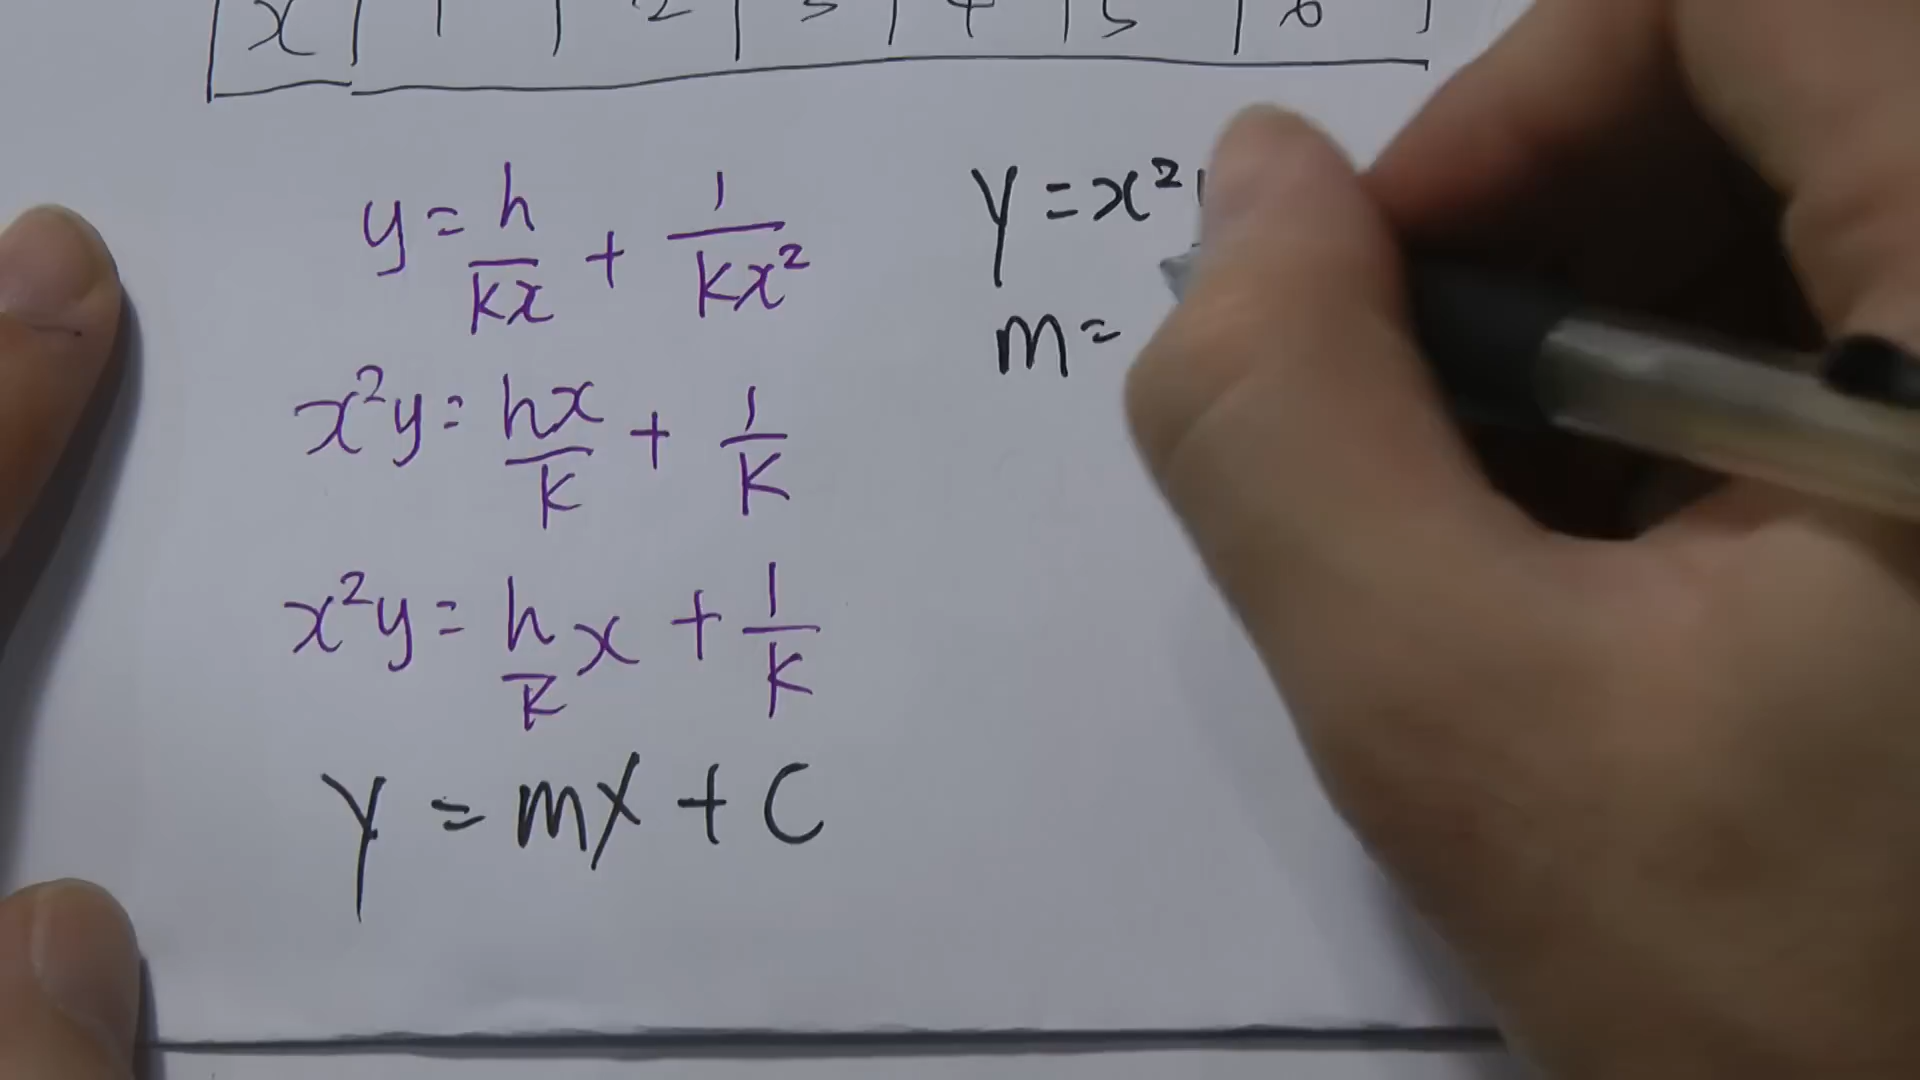 x | 1 | 2 | 3 | 4 | 5 | 6
y = h/kx + 1/kx²
x²y = hx/k + 1/k
x²y = h/k x + 1/k
Y = mX + C
Y = x²
m =